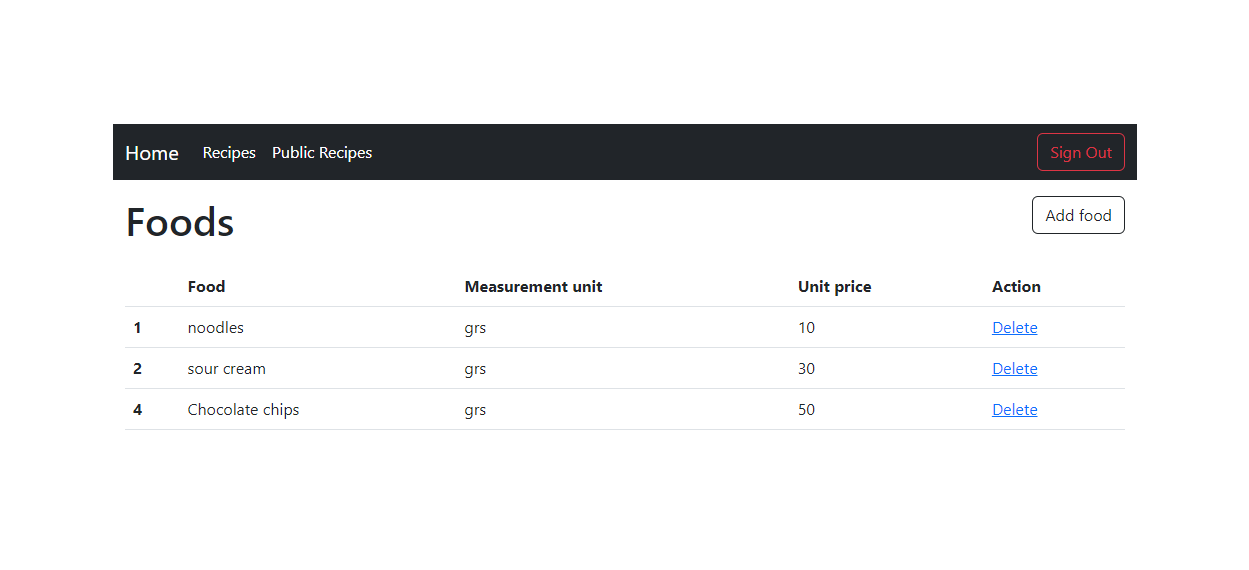 Home Recipes Public Recipes Sign Out
Foods Add food
Food Measurement unit Unit price Action
1 noodles grs 10 Delete
2 sour cream grs 30 Delete
4 Chocolate chips grs 50 Delete